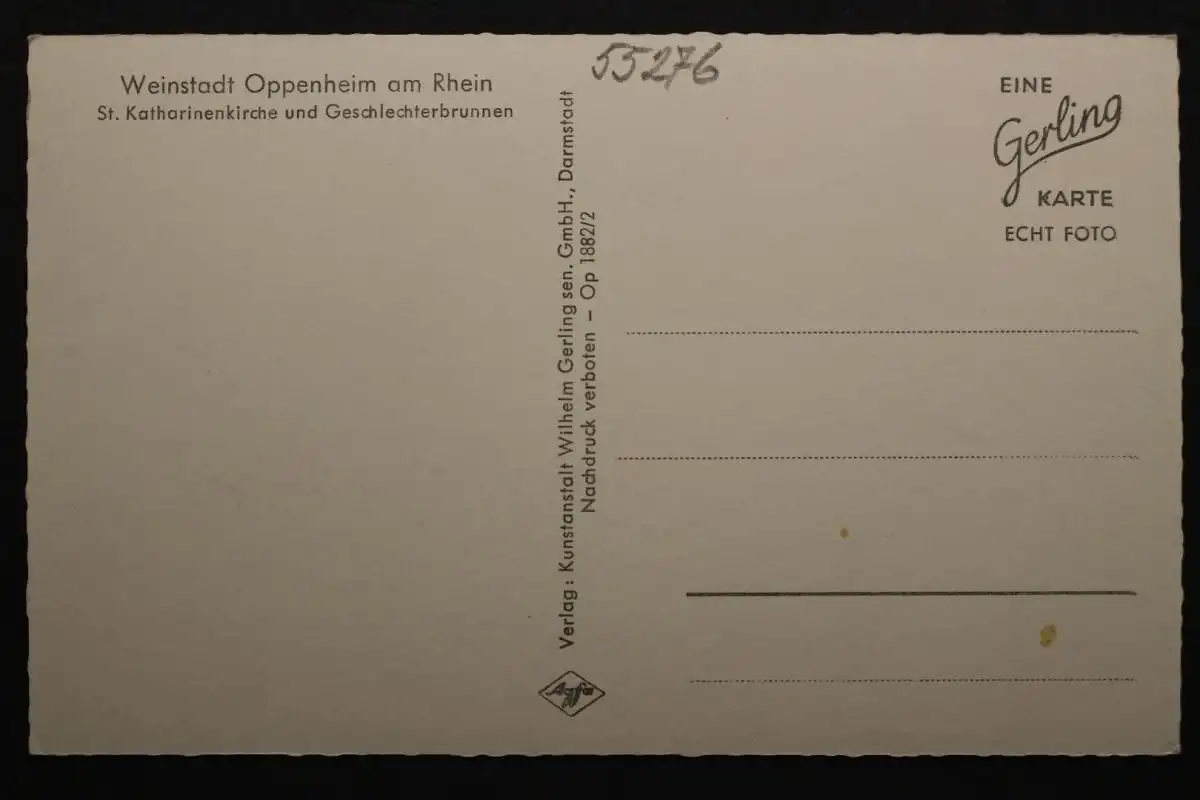 Weinstadt Oppenheim am Rhein
St. Katharinenkirche und Geschlechterbrunnen
55276
Verlag: Kunstanstalt Wilhelm Gerling sen. GmbH., Darmstadt
Nachdruck verboten – Op 1882/2
Agfa
EINE
Gerling
KARTE
ECHT FOTO